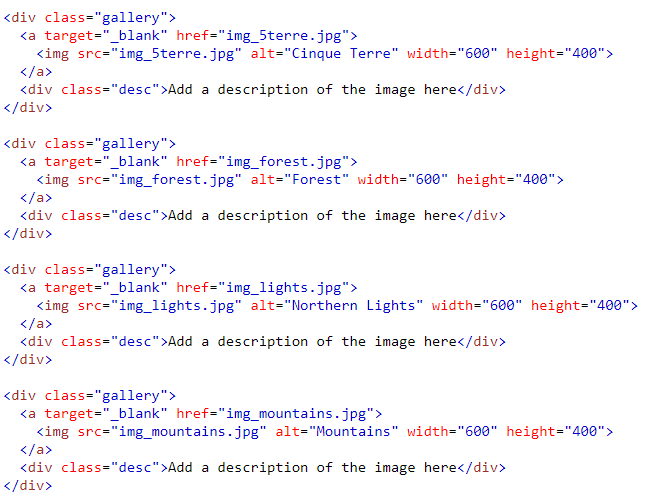 <div class="gallery">
  <a target="_blank" href="img_5terre.jpg">
    <img src="img_5terre.jpg" alt="Cinque Terre" width="600" height="400">
  </a>
  <div class="desc">Add a description of the image here</div>
</div>

<div class="gallery">
  <a target="_blank" href="img_forest.jpg">
    <img src="img_forest.jpg" alt="Forest" width="600" height="400">
  </a>
  <div class="desc">Add a description of the image here</div>
</div>

<div class="gallery">
  <a target="_blank" href="img_lights.jpg">
    <img src="img_lights.jpg" alt="Northern Lights" width="600" height="400">
  </a>
  <div class="desc">Add a description of the image here</div>
</div>

<div class="gallery">
  <a target="_blank" href="img_mountains.jpg">
    <img src="img_mountains.jpg" alt="Mountains" width="600" height="400">
  </a>
  <div class="desc">Add a description of the image here</div>
</div>